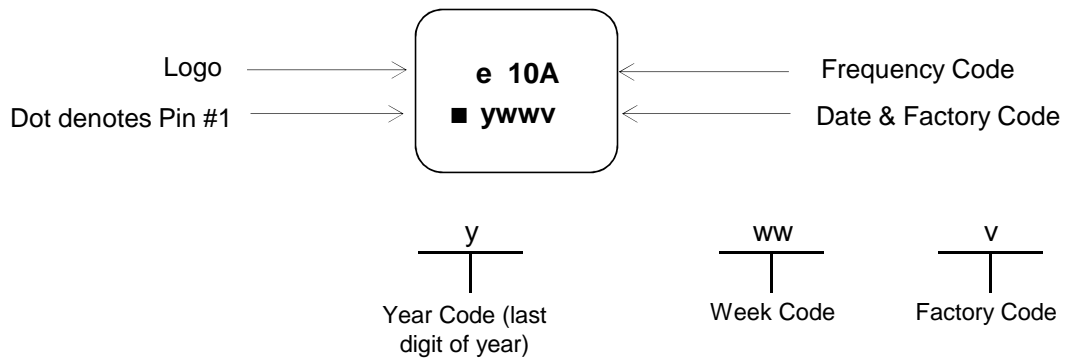 Logo
e 10A
Frequency Code
Dot denotes Pin #1
■ ywwv
Date & Factory Code
y
ww
v
Year Code (last
digit of year)
Week Code
Factory Code